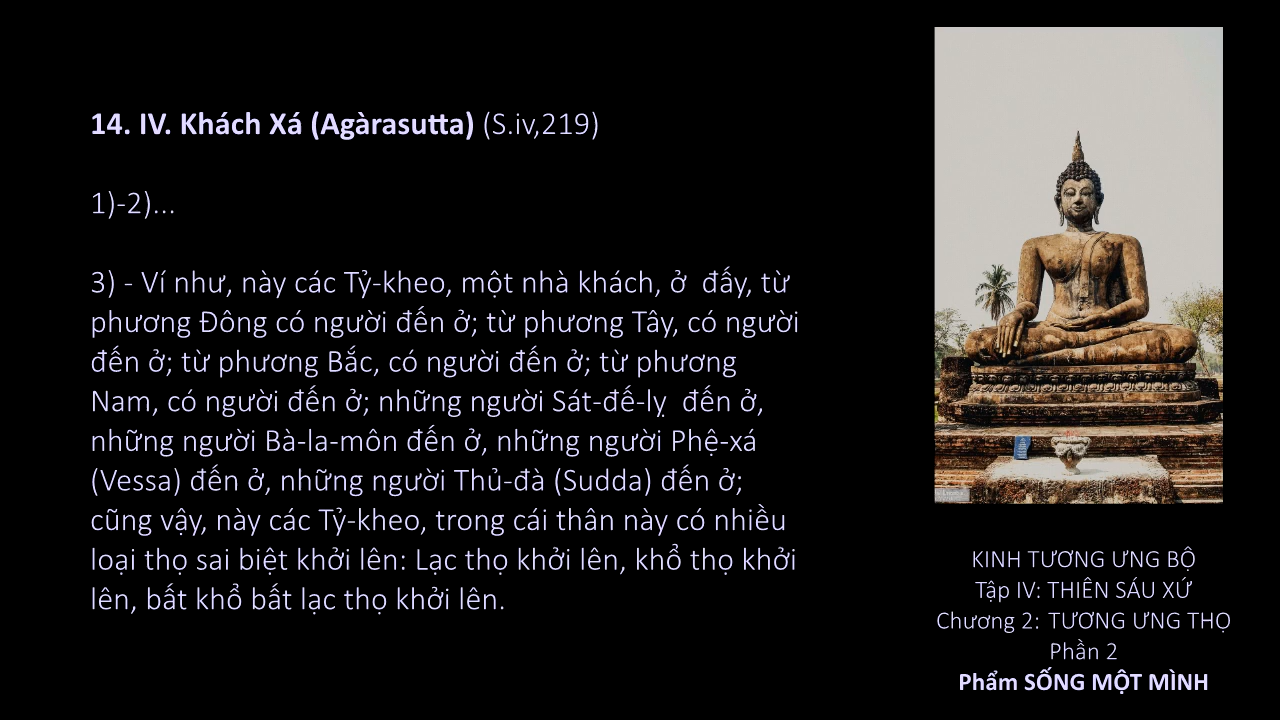 14. IV. Khách Xá (Agàrasutta) (S.iv,219)
1)-2)...
3) - Ví như, này các Tỷ-kheo, một nhà khách, ở  đấy, từ
phương Đông có người đến ở; từ phương Tây, có người
đến ở; từ phương Bắc, có người đến ở; từ phương
Nam, có người đến ở; những người Sát-đế-lỵ  đến ở,
những người Bà-la-môn đến ở, những người Phệ-xá
(Vessa) đến ở, những người Thủ-đà (Sudda) đến ở;
cũng vậy, này các Tỷ-kheo, trong cái thân này có nhiều
loại thọ sai biệt khởi lên: Lạc thọ khởi lên, khổ thọ khởi
lên, bất khổ bất lạc thọ khởi lên.
KINH TƯƠNG ƯNG BỘ
Tập IV: THIÊN SÁU XỨ
Chương 2: TƯƠNG ƯNG THỌ
Phần 2
Phẩm SỐNG MỘT MÌNH